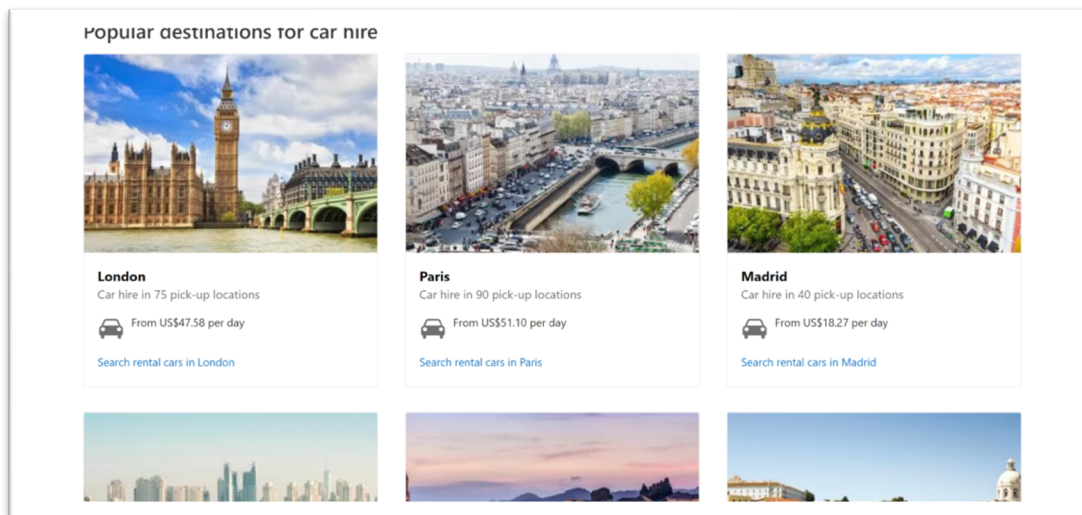 Popular destinations for car hire
London
Car hire in 75 pick-up locations
From US$47.58 per day
Search rental cars in London
Paris
Car hire in 90 pick-up locations
From US$51.10 per day
Search rental cars in Paris
Madrid
Car hire in 40 pick-up locations
From US$18.27 per day
Search rental cars in Madrid